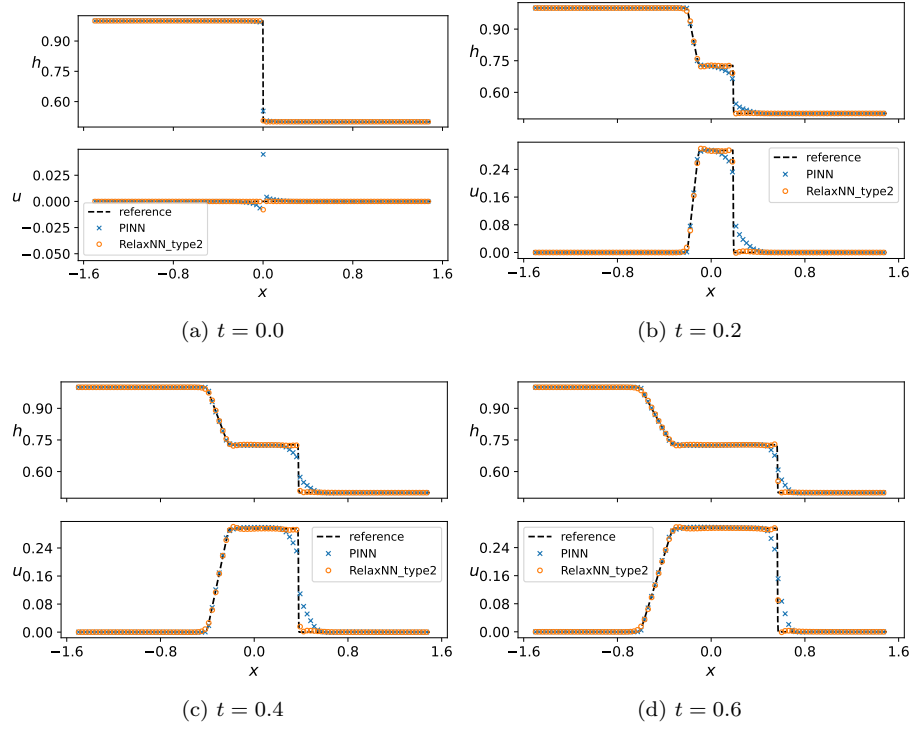 0.90
h
0.75
0.60
0.025
u
0.000
−0.025
−0.050
reference
PINN
RelaxNN_type2
−1.6 −0.8 0.0 0.8 1.6
x
(a) t = 0.0
0.90
h
0.75
0.60
0.24
0.16
u
0.08
0.00
reference
PINN
RelaxNN_type2
−1.6 −0.8 0.0 0.8 1.6
x
(b) t = 0.2
0.90
h
0.75
0.60
0.24
0.16
u
0.08
0.00
reference
PINN
RelaxNN_type2
−1.6 −0.8 0.0 0.8 1.6
x
(c) t = 0.4
0.90
h
0.75
0.60
0.24
0.16
u
0.08
0.00
reference
PINN
RelaxNN_type2
−1.6 −0.8 0.0 0.8 1.6
x
(d) t = 0.6